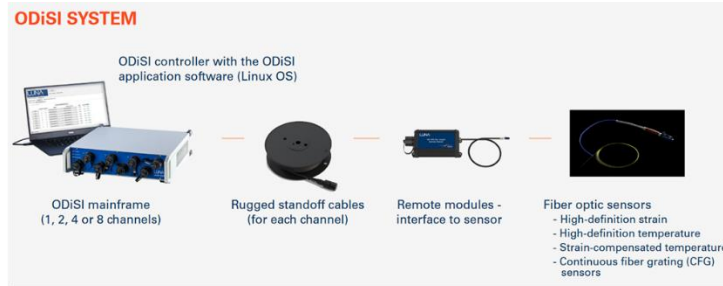 ODiSI SYSTEM
ODiSI controller with the ODiSI
application software (Linux OS)
LUNA
LUNA
ODiSI mainframe
(1, 2, 4 or 8 channels)
Rugged standoff cables
(for each channel)
Remote modules -
interface to sensor
Fiber optic sensors
- High-definition strain
- High-definition temperature
- Strain-compensated temperature
- Continuous fiber grating (CFG)
sensors